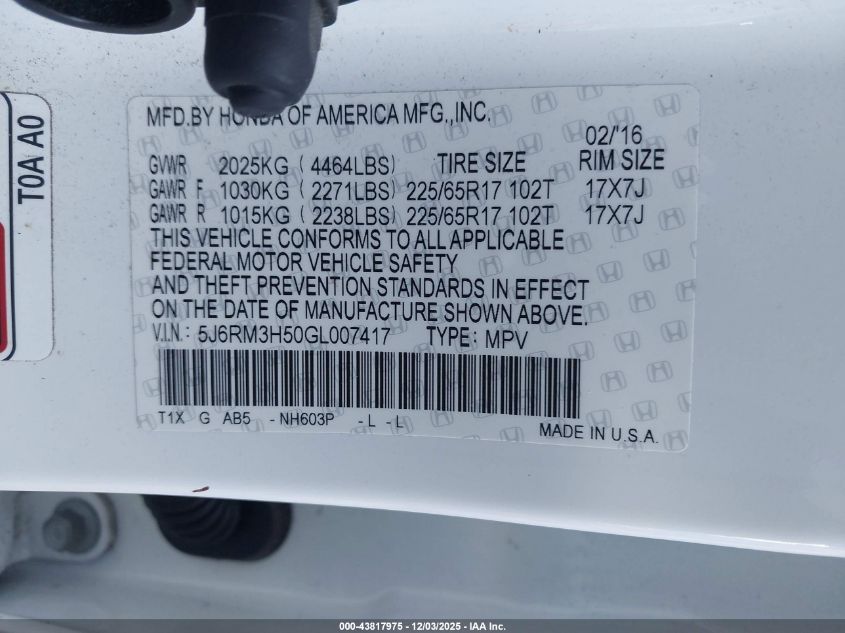 T0A A0
MFD.BY HONDA OF AMERICA MFG.,INC.
02/'16
GVWR 2025KG ( 4464LBS) TIRE SIZE RIM SIZE
GAWR F 1030KG ( 2271LBS) 225/65R17 102T 17X7J
GAWR R 1015KG ( 2238LBS) 225/65R17 102T 17X7J
THIS VEHICLE CONFORMS TO ALL APPLICABLE
FEDERAL MOTOR VEHICLE SAFETY
AND THEFT PREVENTION STANDARDS IN EFFECT
ON THE DATE OF MANUFACTURE SHOWN ABOVE.
V.I.N: 5J6RM3H50GL007417 TYPE: MPV
T1X G AB5 - NH603P - L - L
MADE IN U.S.A.
000-43817975 - 12/03/2025 - IAA Inc.